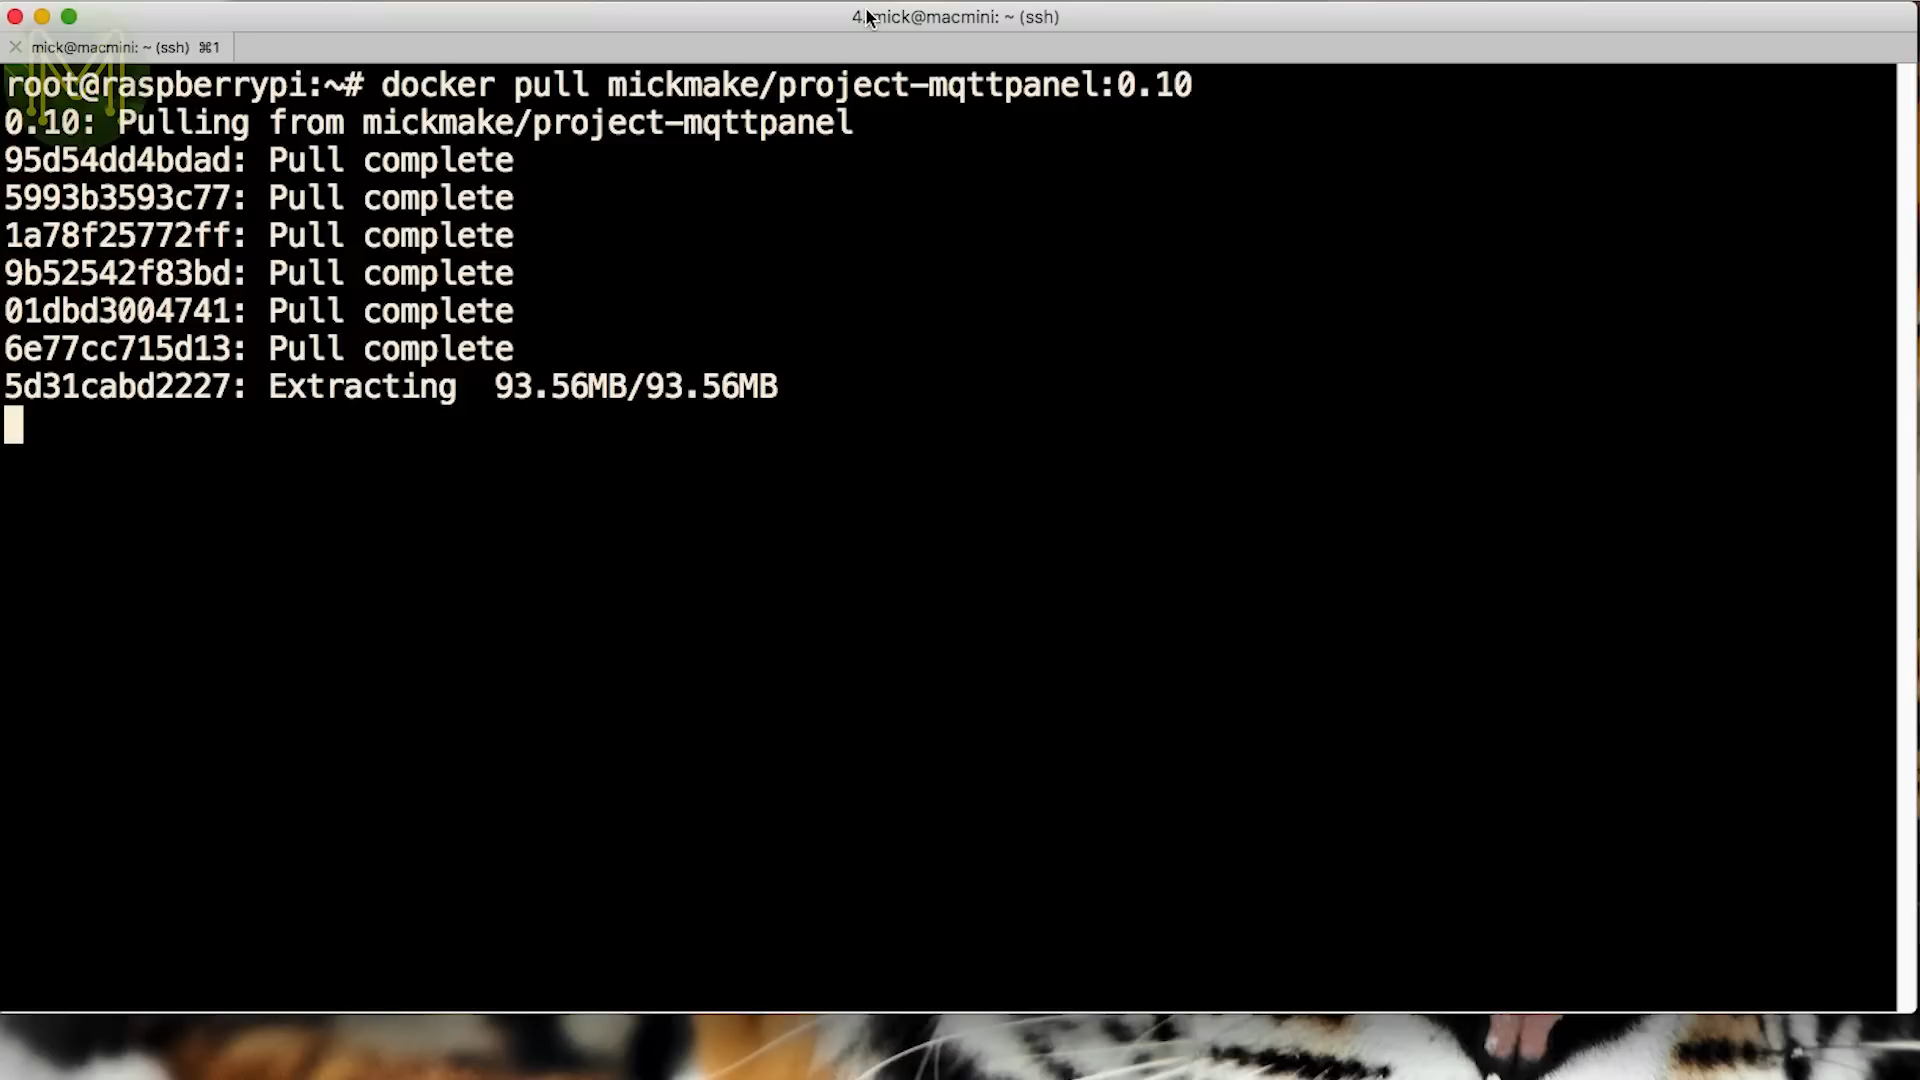 4. mick@macmini: ~ (ssh)
mick@macmini: ~ (ssh) ⌘1
root@raspberrypi:~# docker pull mickmake/project-mqttpanel:0.10
0.10: Pulling from mickmake/project-mqttpanel
95d54dd4bdad: Pull complete
5993b3593c77: Pull complete
1a78f25772ff: Pull complete
9b52542f83bd: Pull complete
01dbd3004741: Pull complete
6e77cc715d13: Pull complete
5d31cabd2227: Extracting  93.56MB/93.56MB